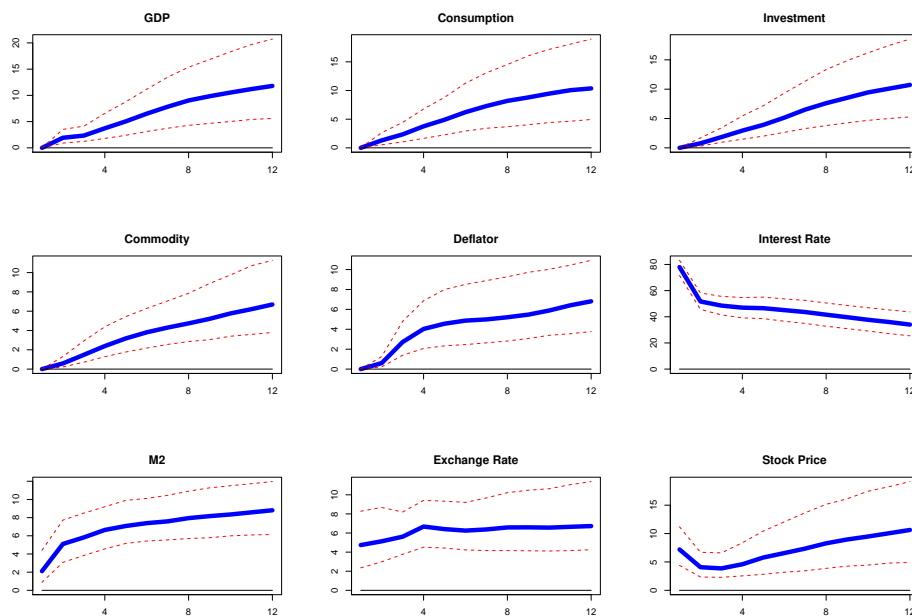 GDP
0 5 10 15 20
4 8 12
Consumption
0 5 10 15
4 8 12
Investment
0 5 10 15
4 8 12
Commodity
0 2 4 6 8 10
4 8 12
Deflator
0 2 4 6 8 10
4 8 12
Interest Rate
0 20 40 60 80
4 8 12
M2
0 2 4 6 8 10
4 8 12
Exchange Rate
0 2 4 6 8 10
4 8 12
Stock Price
0 5 10 15
4 8 12